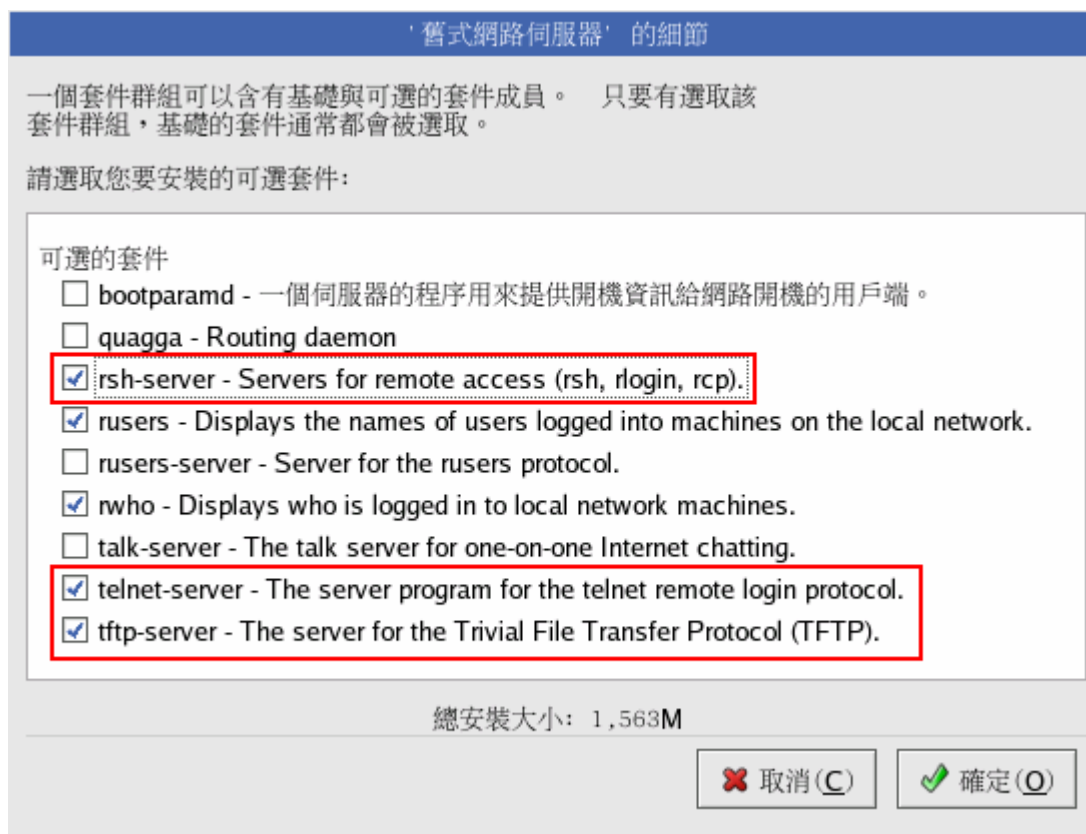 '舊式網路伺服器' 的細節
一個套件群組可以含有基礎與可選的套件成員。 只要有選取該
套件群組，基礎的套件通常都會被選取。
請選取您要安裝的可選套件:
可選的套件
bootparamd - 一個伺服器的程序用來提供開機資訊給網路開機的用戶端。
quagga - Routing daemon
rsh-server - Servers for remote access (rsh, rlogin, rcp).
rusers - Displays the names of users logged into machines on the local network.
rusers-server - Server for the rusers protocol.
rwho - Displays who is logged in to local network machines.
talk-server - The talk server for one-on-one Internet chatting.
telnet-server - The server program for the telnet remote login protocol.
tftp-server - The server for the Trivial File Transfer Protocol (TFTP).
總安裝大小: 1,563M
取消(C) 確定(O)